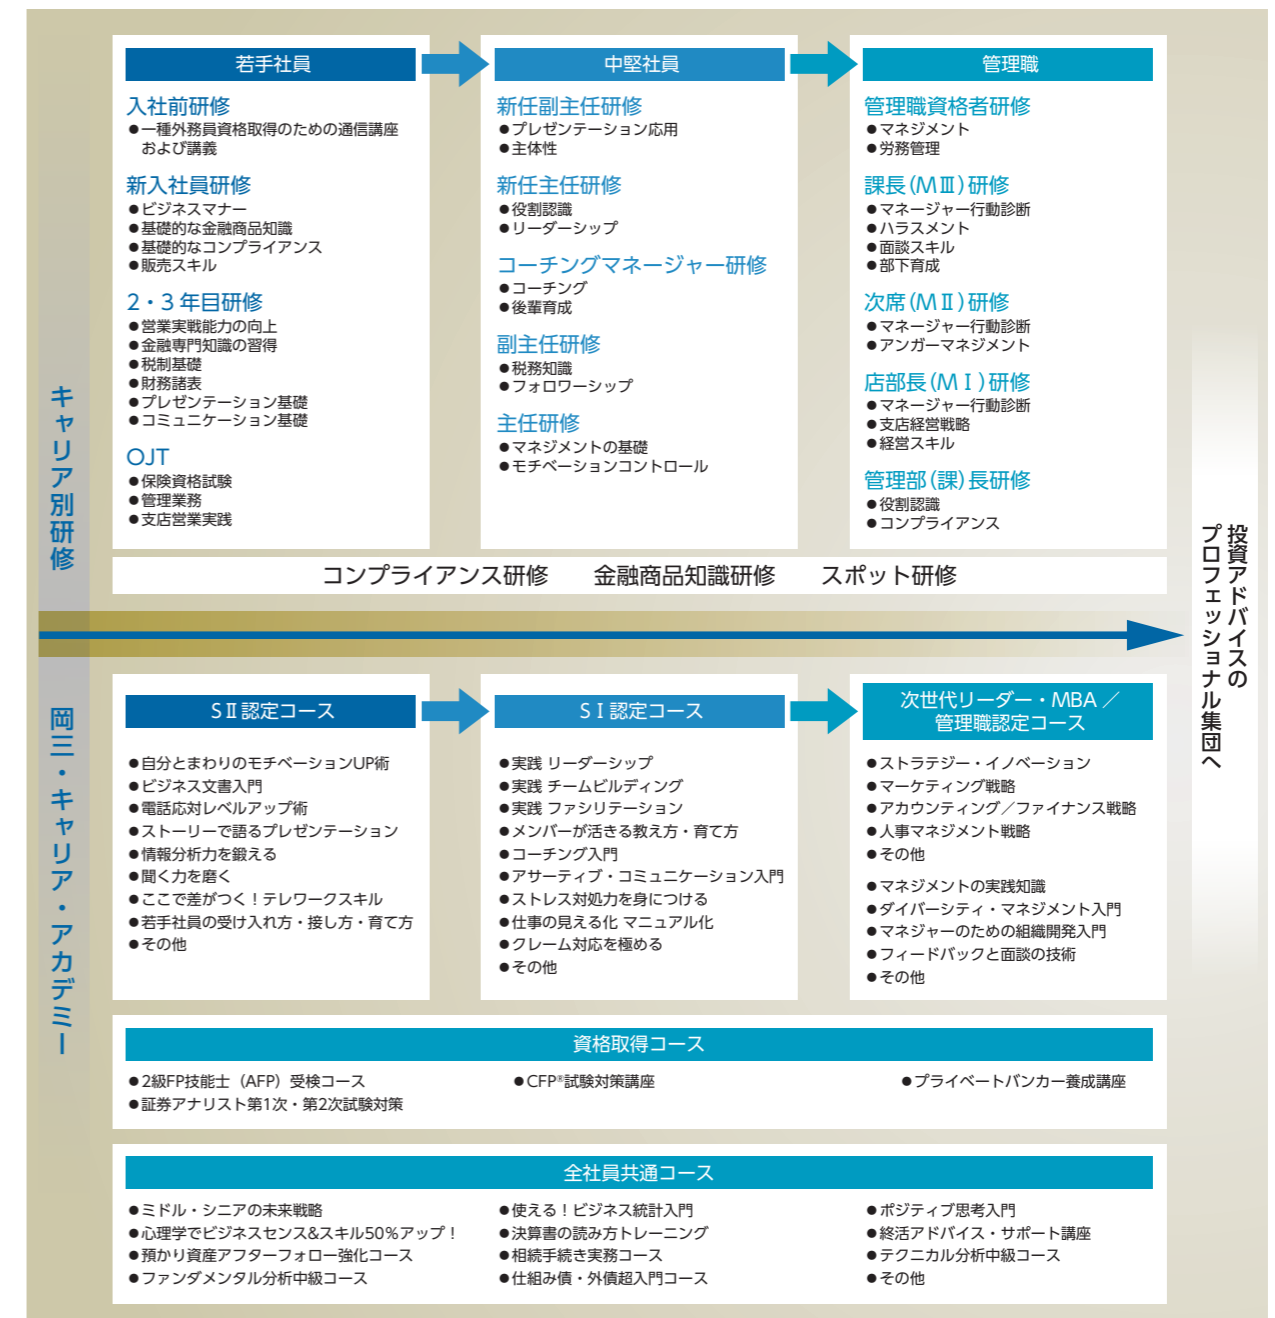 キャリア別研修
若手社員
入社前研修
●一種外務員資格取得のための通信講座
および講義
新入社員研修
●ビジネスマナー
●基礎的な金融商品知識
●基礎的なコンプライアンス
●販売スキル
2・3年目研修
●営業実戦能力の向上
●金融専門知識の習得
●税制基礎
●財務諸表
●プレゼンテーション基礎
●コミュニケーション基礎
OJT
●保険資格試験
●管理業務
●支店営業実践
中堅社員
新任副主任研修
●プレゼンテーション応用
●主体性
新任主任研修
●役割認識
●リーダーシップ
コーチングマネージャー研修
●コーチング
●後輩育成
副主任研修
●税務知識
●フォロワーシップ
主任研修
●マネジメントの基礎
●モチベーションコントロール
管理職
管理職資格者研修
●マネジメント
●労務管理
課長(MⅢ)研修
●マネージャー行動診断
●ハラスメント
●面談スキル
●部下育成
次席(MⅡ)研修
●マネージャー行動診断
●アンガーマネジメント
店部長(MⅠ)研修
●マネージャー行動診断
●支店経営戦略
●経営スキル
管理部(課)長研修
●役割認識
●コンプライアンス
コンプライアンス研修 金融商品知識研修 スポット研修
投資アドバイスの
プロフェッショナル集団へ
岡三・キャリア・アカデミー
SⅡ認定コース
●自分とまわりのモチベーションUP術
●ビジネス文書入門
●電話応対レベルアップ術
●ストーリーで語るプレゼンテーション
●情報分析力を鍛える
●聞く力を磨く
●ここで差がつく！テレワークスキル
●若手社員の受け入れ方・接し方・育て方
●その他
SⅠ認定コース
●実践 リーダーシップ
●実践 チームビルディング
●実践 ファシリテーション
●メンバーが活きる教え方・育て方
●コーチング入門
●アサーティブ・コミュニケーション入門
●ストレス対処力を身につける
●仕事の見える化 マニュアル化
●クレーム対応を極める
●その他
次世代リーダー・MBA／
管理職認定コース
●ストラテジー・イノベーション
●マーケティング戦略
●アカウンティング／ファイナンス戦略
●人事マネジメント戦略
●その他
●マネジメントの実践知識
●ダイバーシティ・マネジメント入門
●マネジャーのための組織開発入門
●フィードバックと面談の技術
●その他
資格取得コース
●2級FP技能士（AFP）受検コース
●証券アナリスト第1次・第2次試験対策
●CFP®試験対策講座
●プライベートバンカー養成講座
全社員共通コース
●ミドル・シニアの未来戦略
●心理学でビジネスセンス&スキル50％アップ！
●預かり資産アフターフォロー強化コース
●ファンダメンタル分析中級コース
●使える！ビジネス統計入門
●決算書の読み方トレーニング
●相続手続き実務コース
●仕組み債・外債超入門コース
●ポジティブ思考入門
●終活アドバイス・サポート講座
●テクニカル分析中級コース
●その他